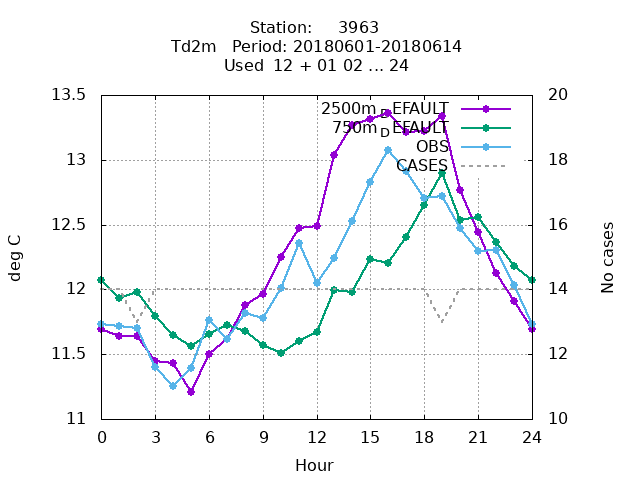 Station: 3963
Td2m Period: 20180601-20180614
Used 12 + 01 02 ... 24
13.5
13
12.5
12
11.5
11
20
18
16
14
12
10
deg C
No cases
2500m_DEFAULT
750m_DEFAULT
OBS
CASES
0 3 6 9 12 15 18 21 24
Hour